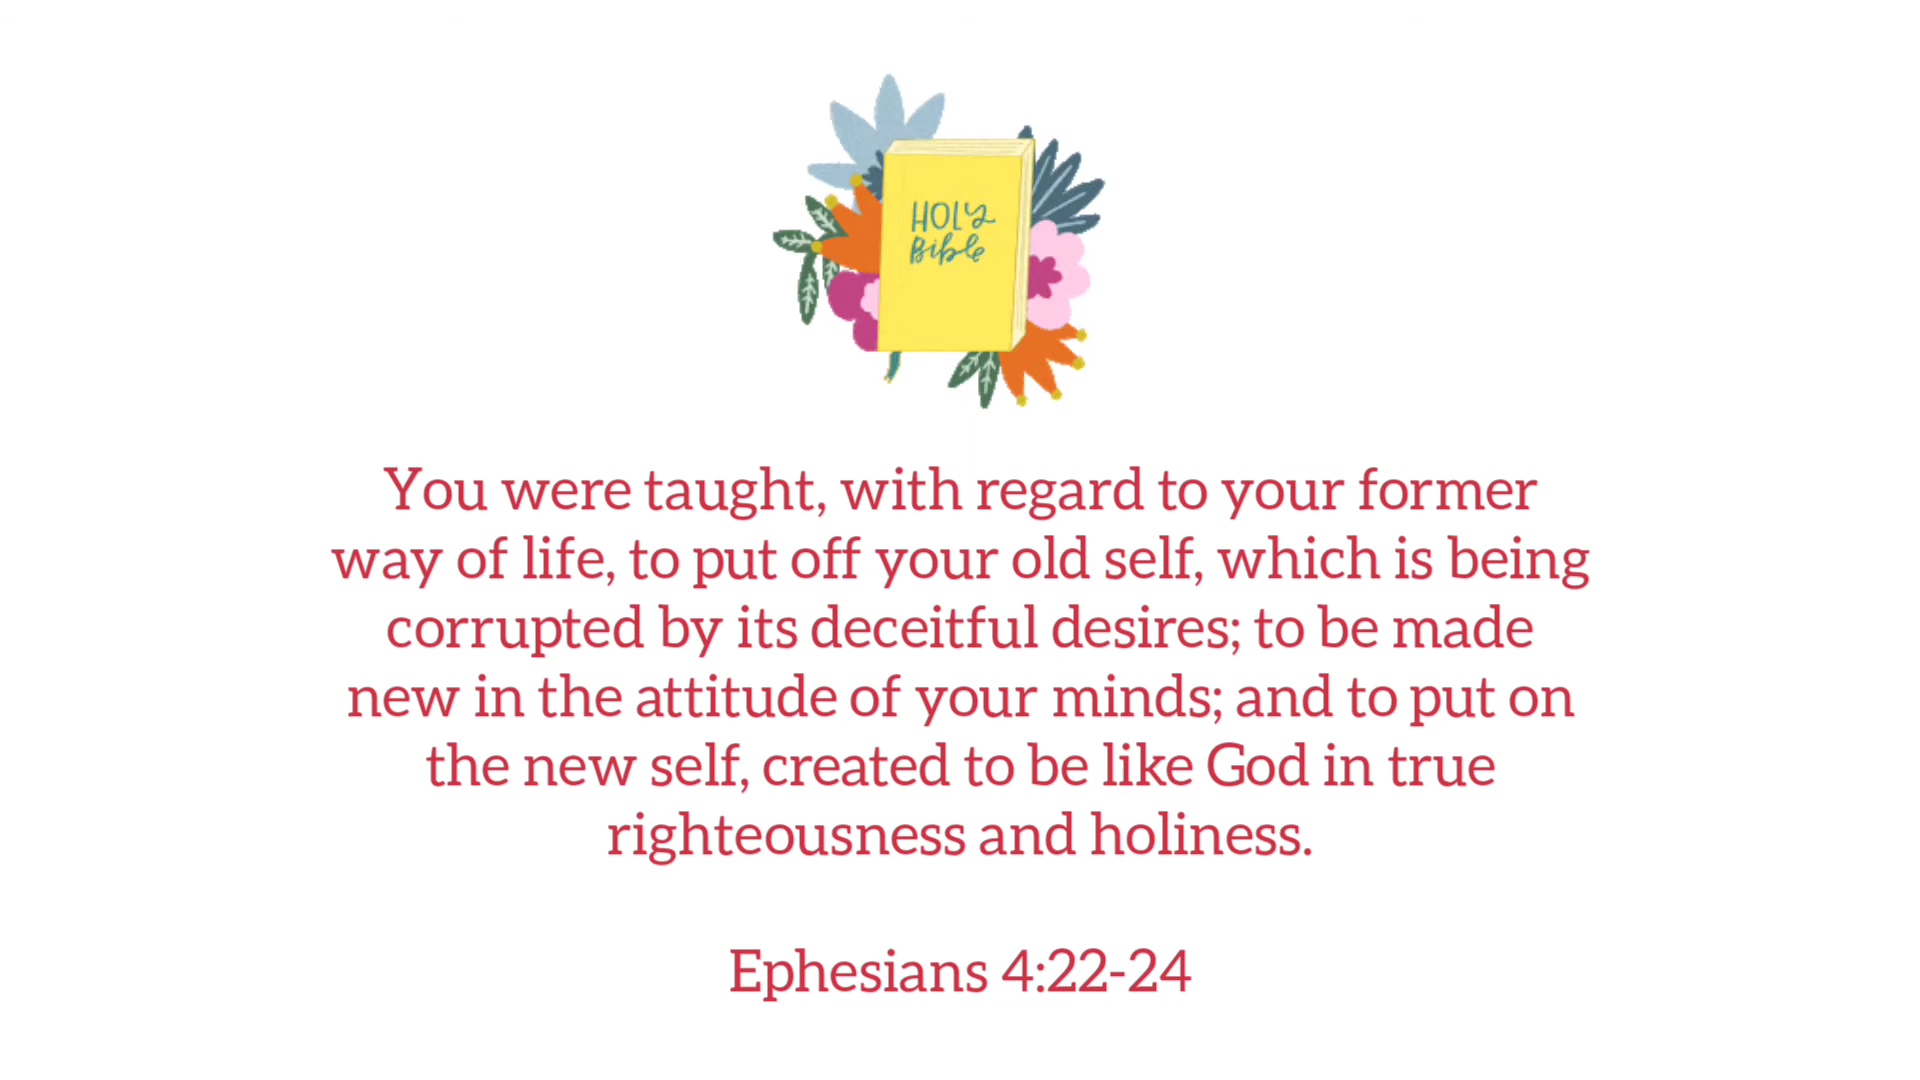 HOLY
Bible
You were taught, with regard to your former
way of life, to put off your old self, which is being
corrupted by its deceitful desires; to be made
new in the attitude of your minds; and to put on
the new self, created to be like God in true
righteousness and holiness.
Ephesians 4:22-24